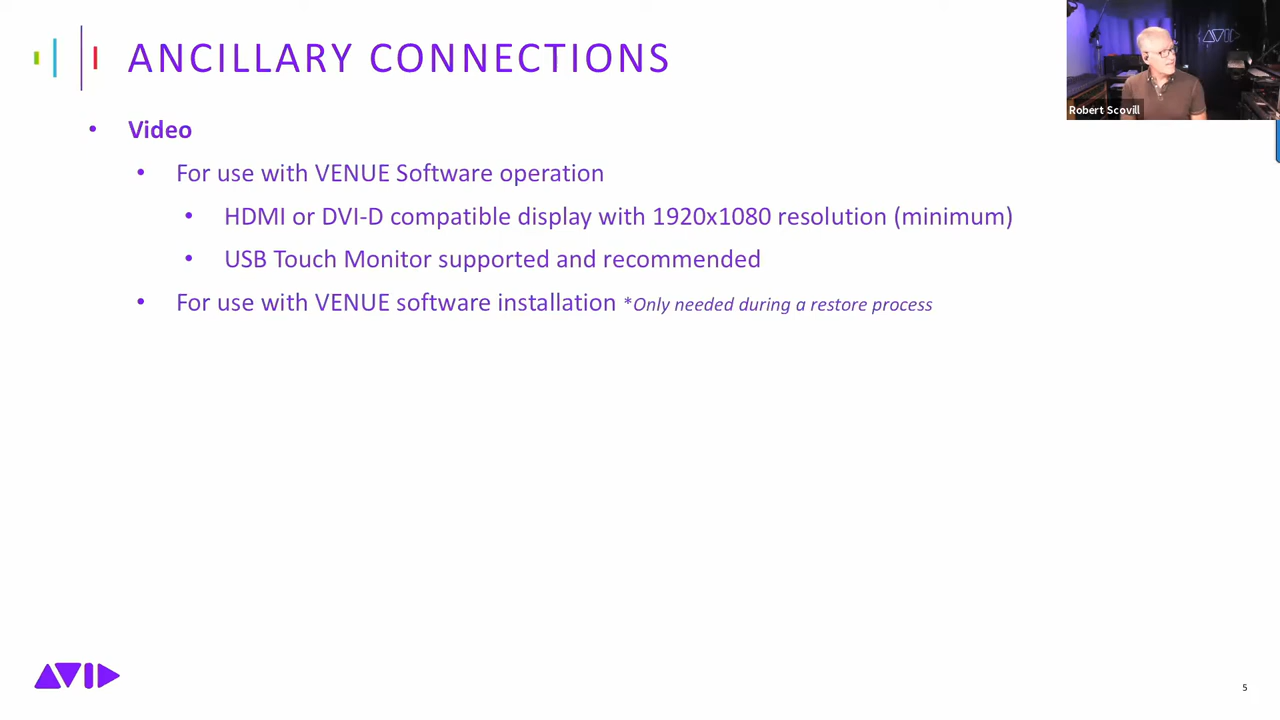 ANCILLARY CONNECTIONS
AVID
Robert Scovill
• Video
• For use with VENUE Software operation
• HDMI or DVI-D compatible display with 1920x1080 resolution (minimum)
• USB Touch Monitor supported and recommended
• For use with VENUE software installation *Only needed during a restore process
AVID
5